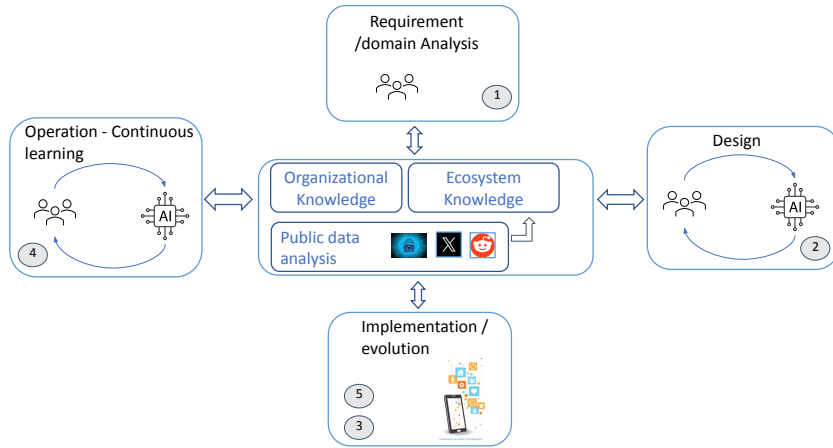 Requirement
/domain Analysis
1
Operation - Continuous
learning
AI
4
Organizational
Knowledge
Ecosystem
Knowledge
Public data
analysis
X
Design
AI
2
Implementation /
evolution
5
3